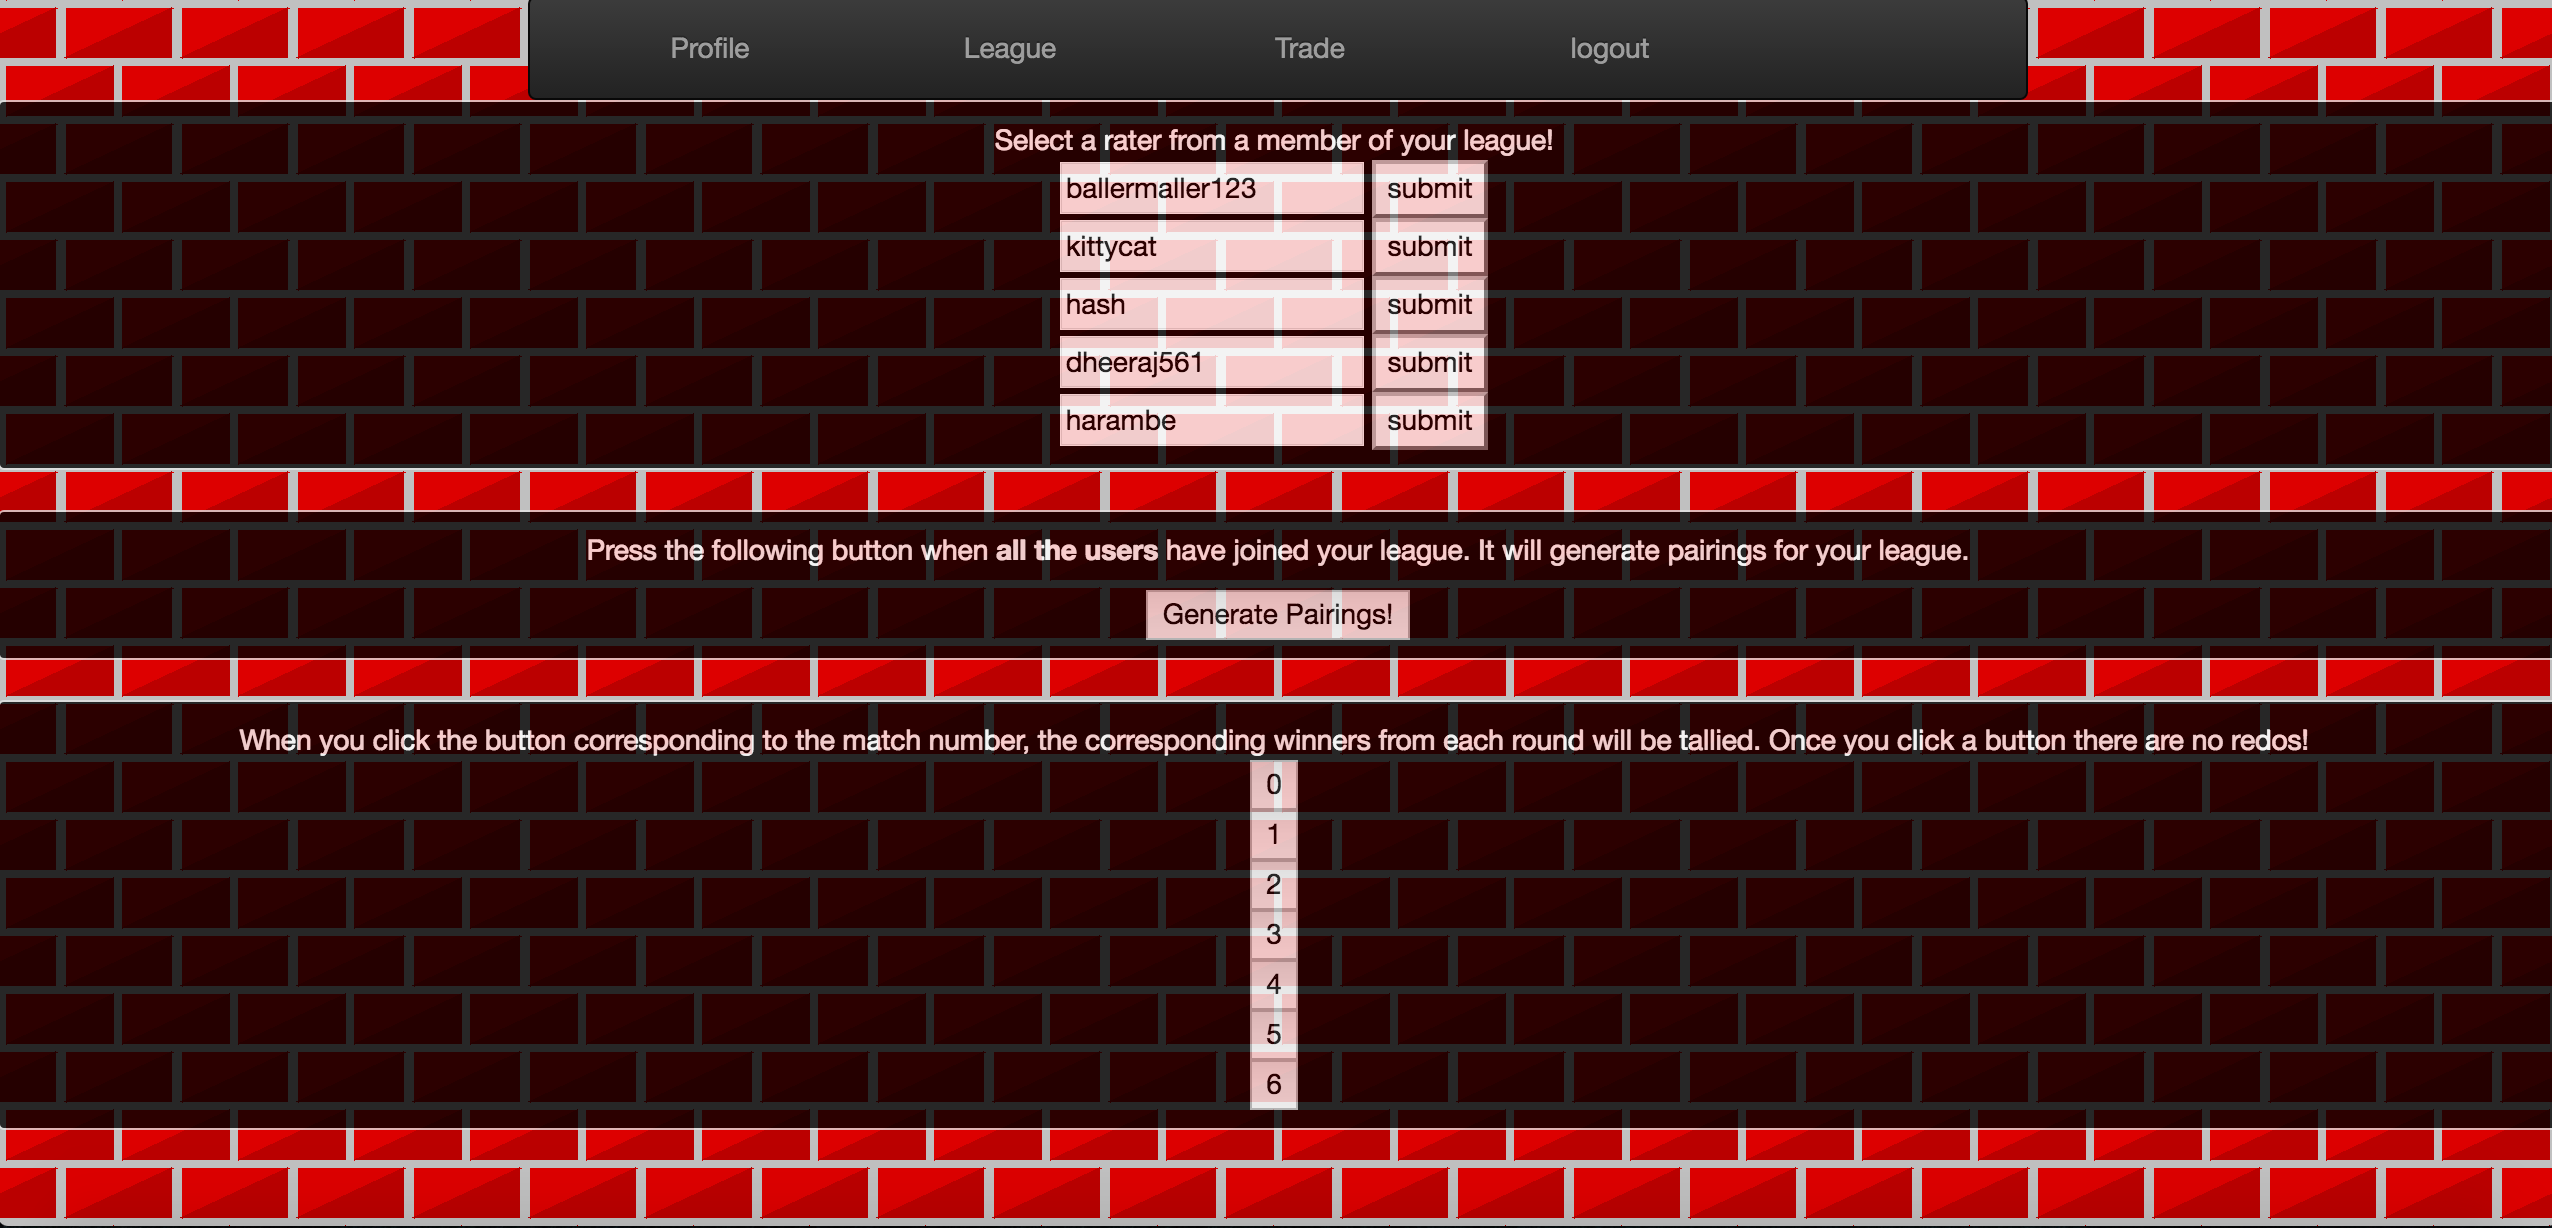 Profile League Trade logout
Select a rater from a member of your league!
ballermaller123 submit
kittycat submit
hash submit
dheeraj561 submit
harambe submit
Press the following button when all the users have joined your league. It will generate pairings for your league.
Generate Pairings!
When you click the button corresponding to the match number, the corresponding winners from each round will be tallied. Once you click a button there are no redos!
0
1
2
3
4
5
6